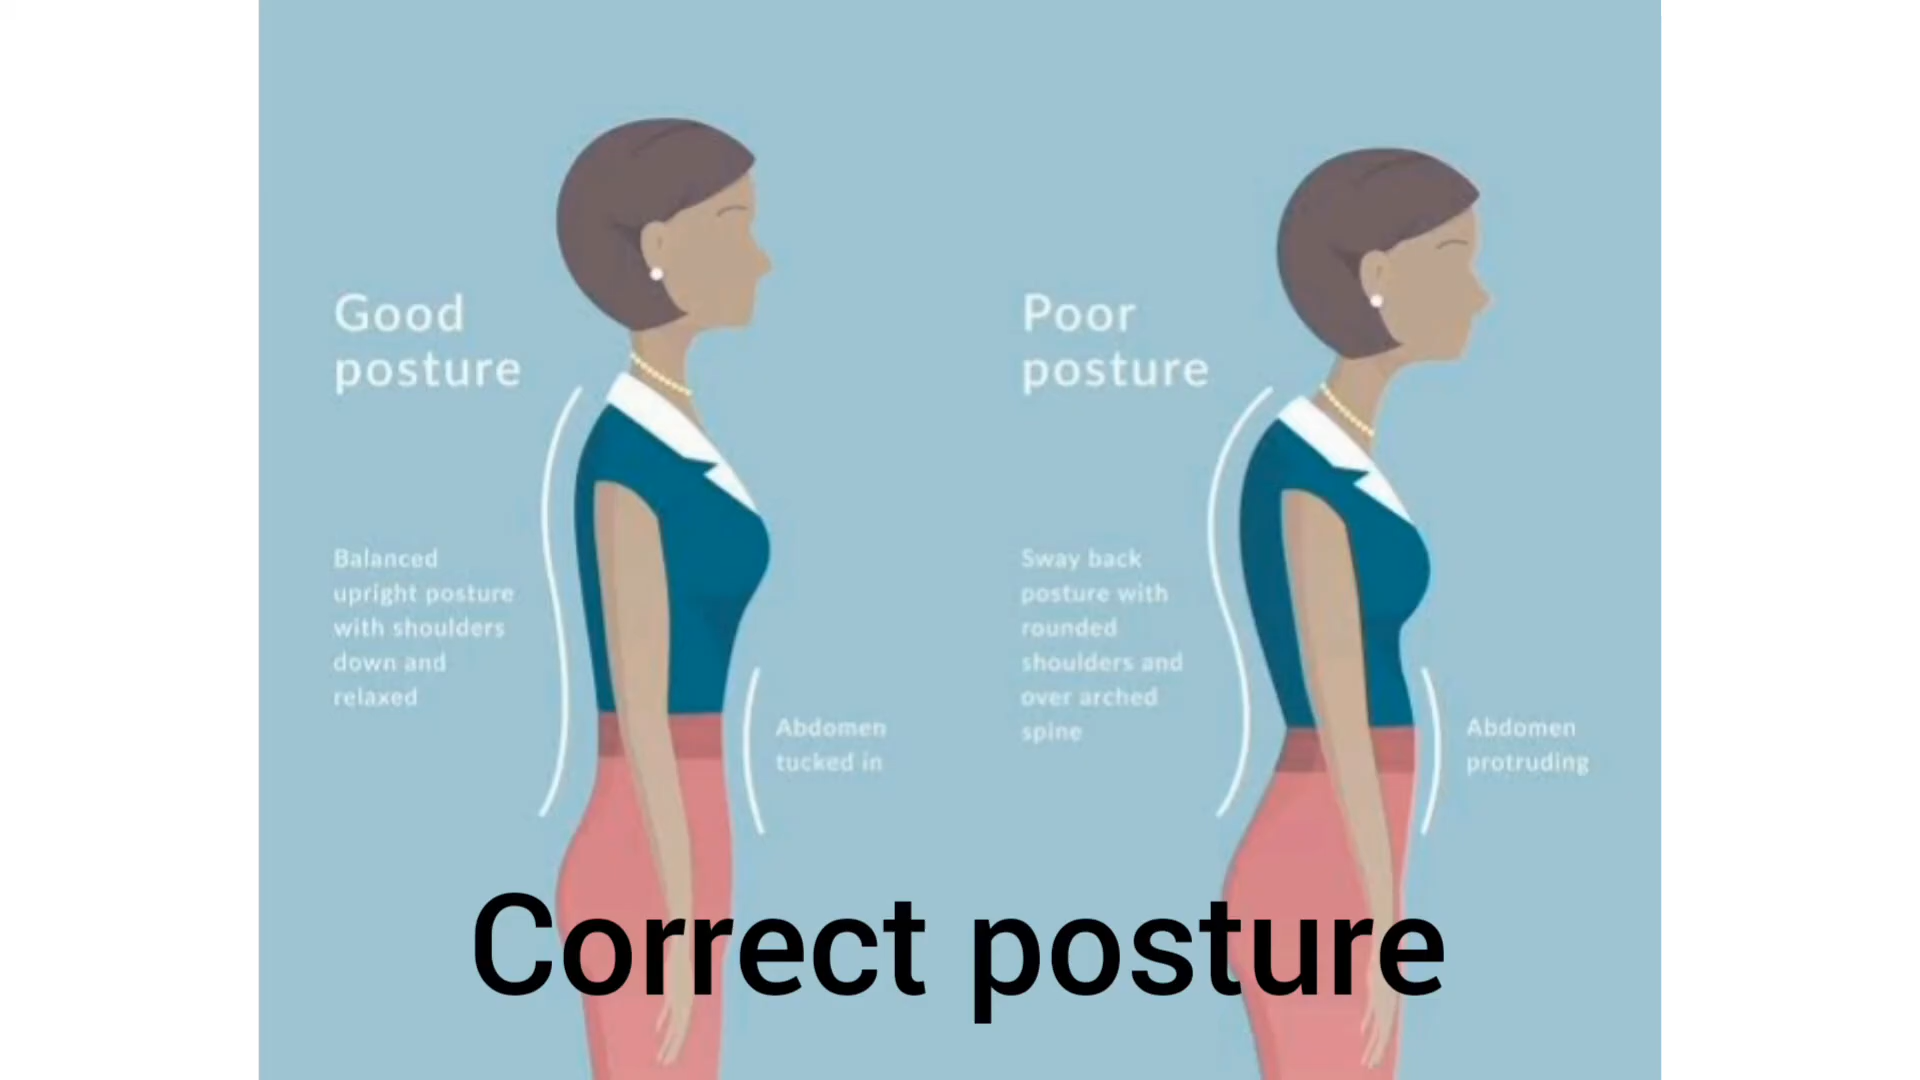 Good
posture
Balanced
upright posture
with shoulders
down and
relaxed
Abdomen
tucked in
Poor
posture
Sway back
posture with
rounded
shoulders and
over arched
spine
Abdomen
protruding
Correct posture